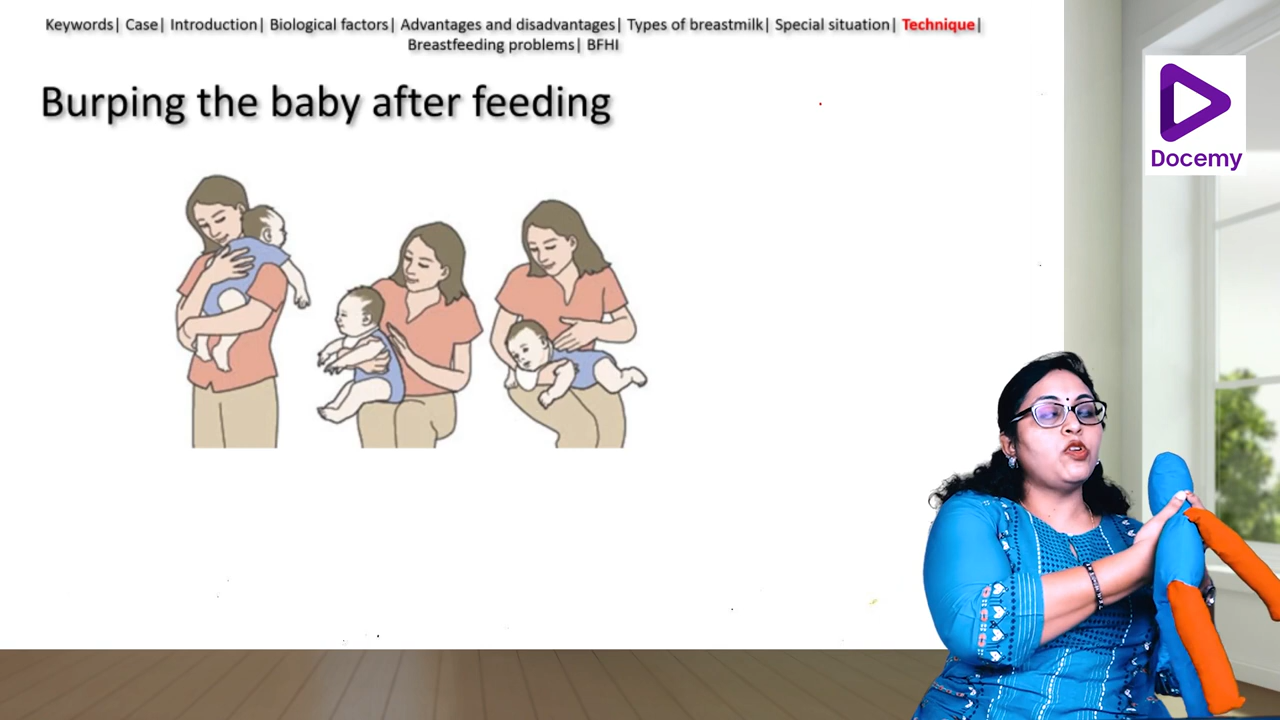 Keywords| Case| Introduction| Biological factors| Advantages and disadvantages| Types of breastmilk| Special situation| Technique|
Breastfeeding problems| BFHI
Burping the baby after feeding
Docemy